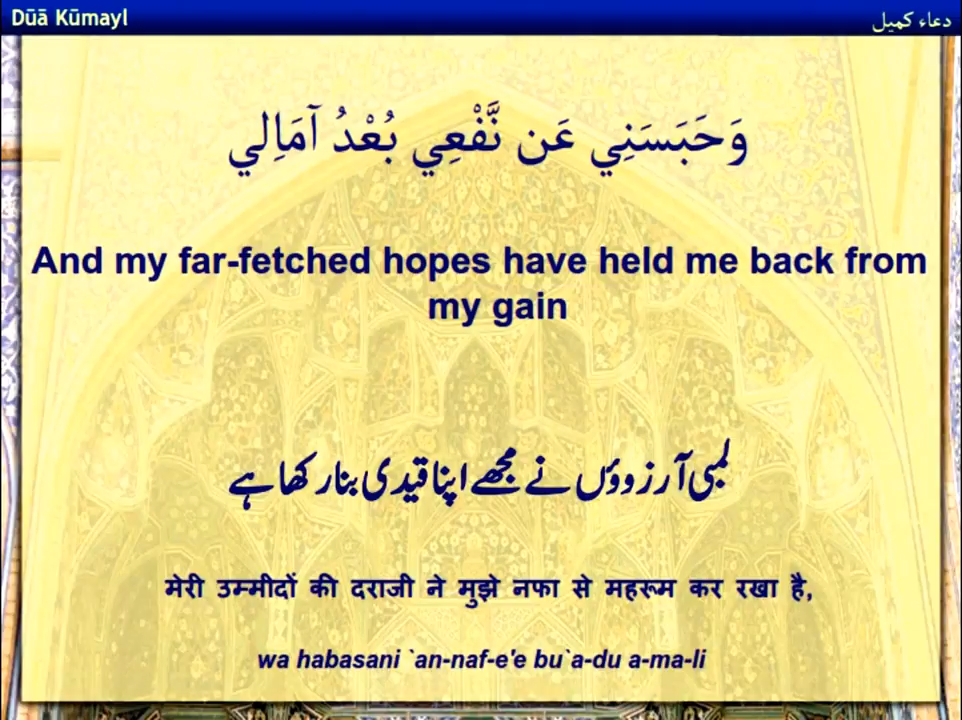 Dūā Kūmayl
دعاء كميل
وَحَبَسَنِي عَن نَّفْعِي بُعْدُ آمَاِلِي
And my far-fetched hopes have held me back from
my gain
لمبی آرزوؤں نے مجھے اپنا قیدی بنا رکھا ہے
मेरी उम्मीदों की दराजी ने मुझे नफा से महरूम कर रखा है,
wa habasani `an-naf-e'e bu`a-du a-ma-li